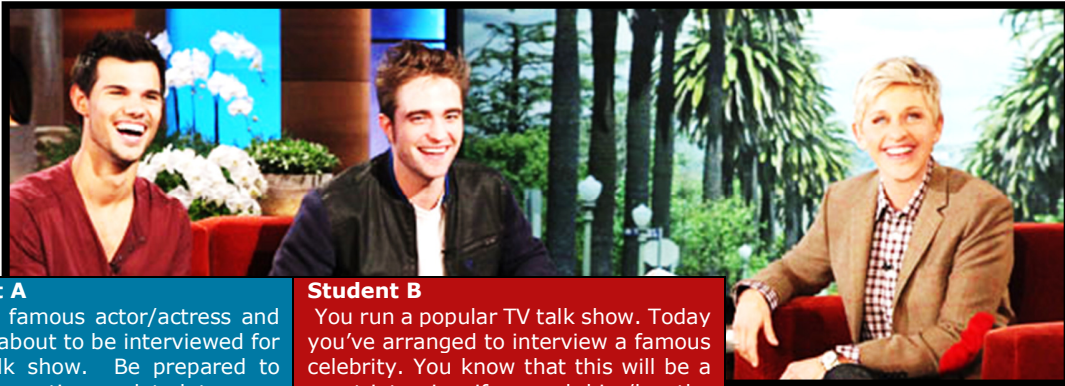 t A
famous actor/actress and
about to be interviewed for
lk show. Be prepared to
Student B
You run a popular TV talk show. Today
you've arranged to interview a famous
celebrity. You know that this will be a